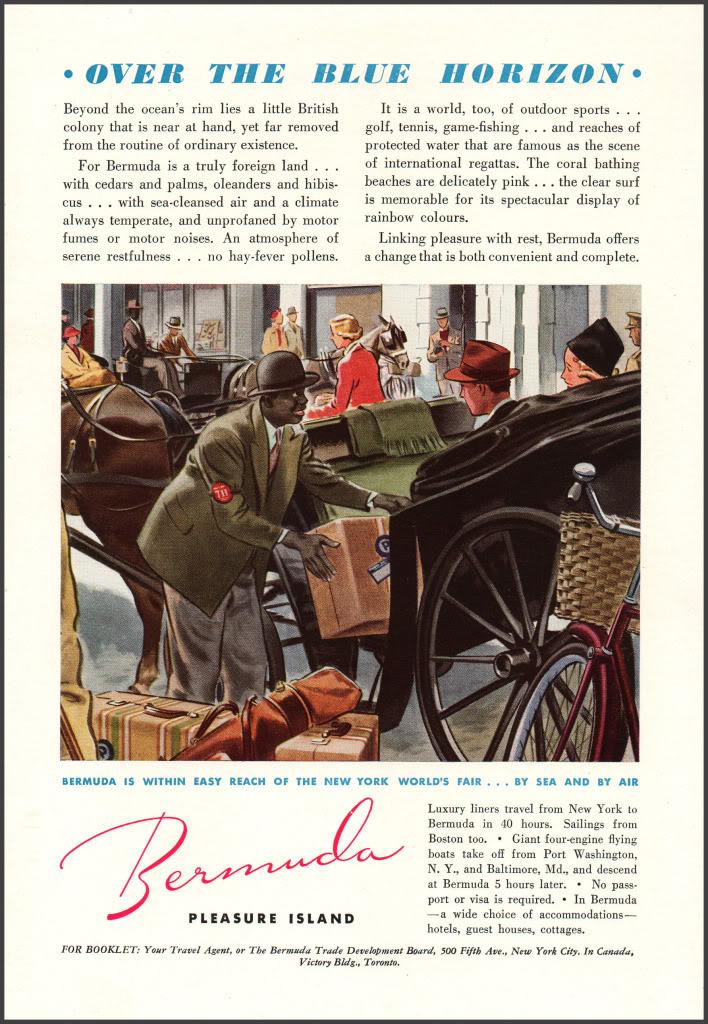 • OVER THE BLUE HORIZON •
Beyond the ocean's rim lies a little British
colony that is near at hand, yet far removed
from the routine of ordinary existence.
For Bermuda is a truly foreign land . . .
with cedars and palms, oleanders and hibis-
cus . . . with sea-cleansed air and a climate
always temperate, and unprofaned by motor
fumes or motor noises. An atmosphere of
serene restfulness . . . no hay-fever pollens.
It is a world, too, of outdoor sports . . .
golf, tennis, game-fishing . . . and reaches of
protected water that are famous as the scene
of international regattas. The coral bathing
beaches are delicately pink . . . the clear surf
is memorable for its spectacular display of
rainbow colours.
Linking pleasure with rest, Bermuda offers
a change that is both convenient and complete.
711
BERMUDA IS WITHIN EASY REACH OF THE NEW YORK WORLD'S FAIR . . . BY SEA AND BY AIR
Bermuda
PLEASURE ISLAND
Luxury liners travel from New York to
Bermuda in 40 hours. Sailings from
Boston too. • Giant four-engine flying
boats take off from Port Washington,
N. Y., and Baltimore, Md., and descend
at Bermuda 5 hours later. • No pass-
port or visa is required. • In Bermuda
—a wide choice of accommodations—
hotels, guest houses, cottages.
FOR BOOKLET: Your Travel Agent, or The Bermuda Trade Development Board, 500 Fifth Ave., New York City. In Canada,
Victory Bldg., Toronto.